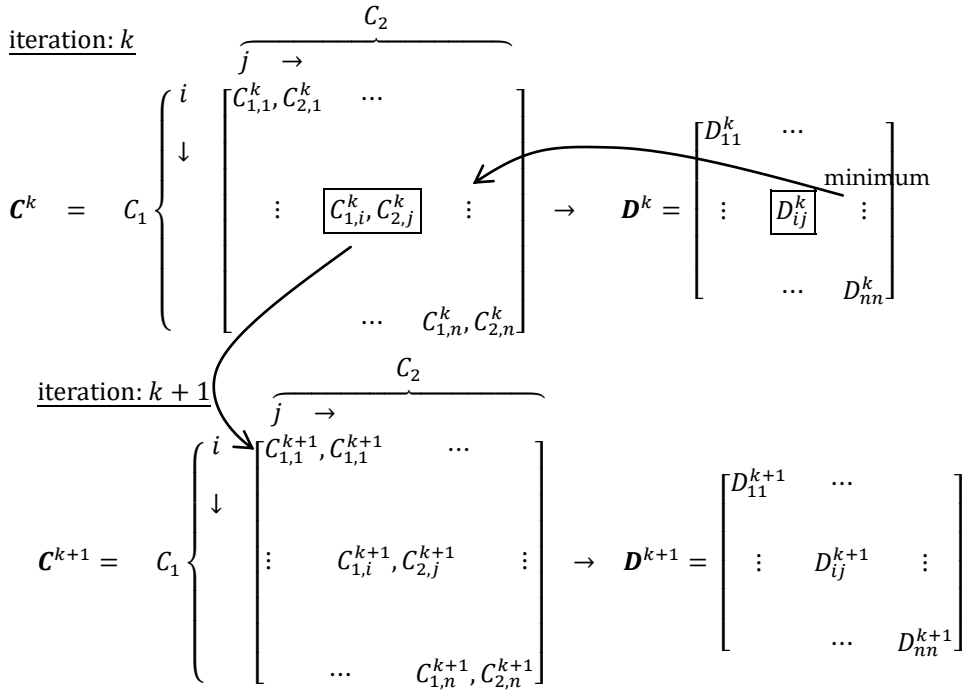 C_2
iteration: k
j →
i C^k_{1,1}, C^k_{2,1} ⋯ D^k_{11} ⋯
↓
minimum
C^k = C_1 ⋮ C^k_{1,i}, C^k_{2,j} ⋮ → D^k = ⋮ D^k_{ij} ⋮
⋯ D^k_{nn}
⋯ C^k_{1,n}, C^k_{2,n}
C_2
iteration: k + 1
j →
i C^{k+1}_{1,1}, C^{k+1}_{1,1} ⋯
D^{k+1}_{11} ⋯
↓
C^{k+1} = C_1 ⋮ C^{k+1}_{1,i}, C^{k+1}_{2,j} ⋮ → D^{k+1} = ⋮ D^{k+1}_{ij} ⋮
⋯ D^{k+1}_{nn}
⋯ C^{k+1}_{1,n}, C^{k+1}_{2,n}